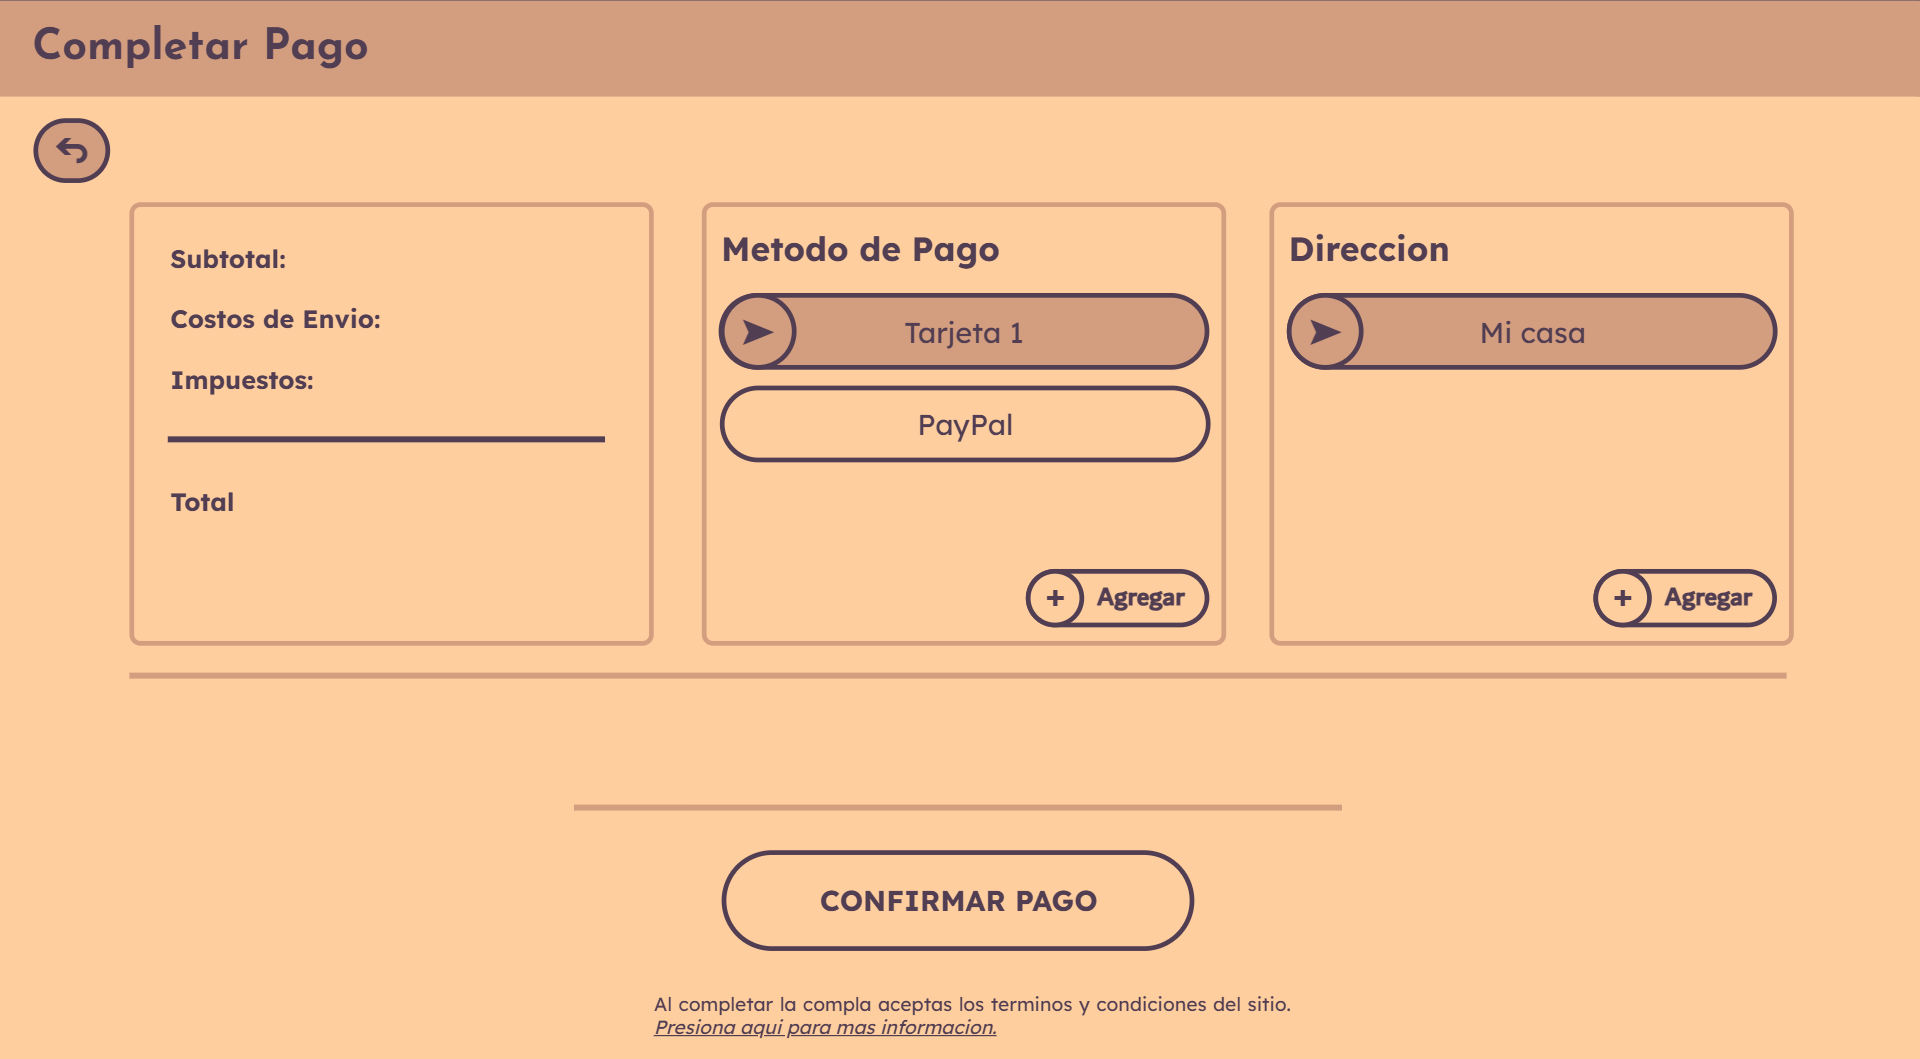 Completar Pago
Subtotal:
Costos de Envio:
Impuestos:
Total
Metodo de Pago
Tarjeta 1
PayPal
+ Agregar
Direccion
Mi casa
+ Agregar
CONFIRMAR PAGO
Al completar la compla aceptas los terminos y condiciones del sitio.
Presiona aqui para mas informacion.